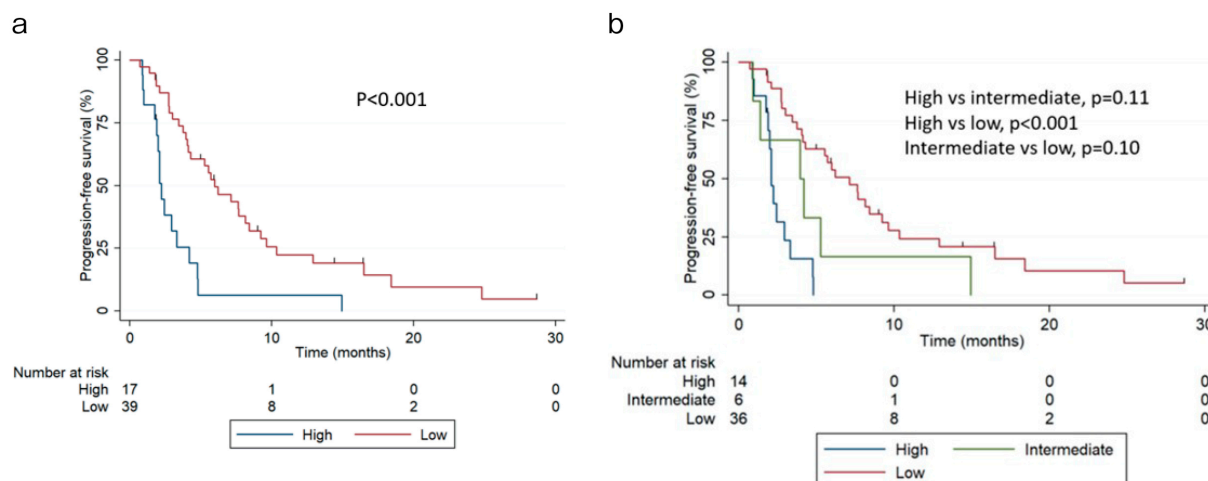 a
100
75
50
25
0
Progression-free survival (%)
P<0.001
0 10 20 30
Time (months)
Number at risk
High 17 1 0 0
Low 39 8 2 0
High Low
b
100
75
50
25
0
Progression-free survival (%)
High vs intermediate, p=0.11
High vs low, p<0.001
Intermediate vs low, p=0.10
0 10 20 30
Time (months)
Number at risk
High 14 0 0 0
Intermediate 6 1 0 0
Low 36 8 2 0
High Intermediate
Low